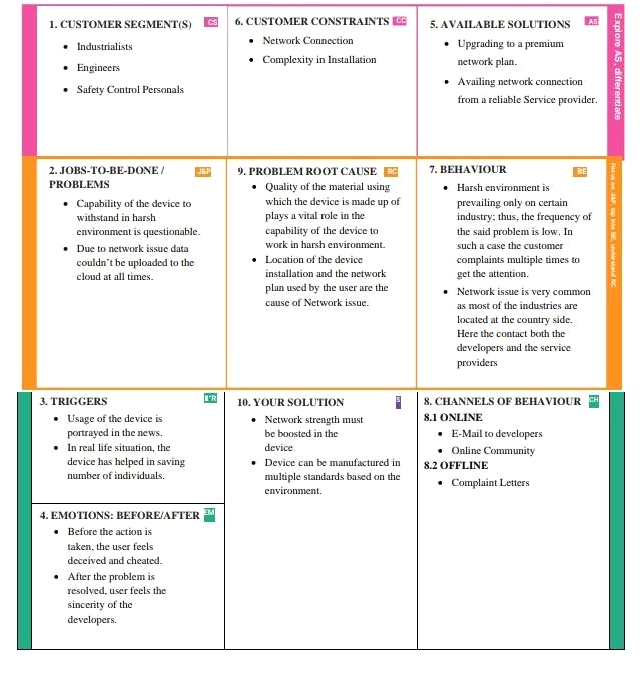 1. CUSTOMER SEGMENT(S) CS
• Industrialists
• Engineers
• Safety Control Personals
6. CUSTOMER CONSTRAINTS CC
• Network Connection
• Complexity in Installation
5. AVAILABLE SOLUTIONS AS
• Upgrading to a premium
network plan.
• Availing network connection
from a reliable Service provider.
Explore AS, differentiate
2. JOBS-TO-BE-DONE / J&P
PROBLEMS
• Capability of the device to
withstand in harsh
environment is questionable.
• Due to network issue data
couldn't be uploaded to the
cloud at all times.
9. PROBLEM ROOT CAUSE RC
• Quality of the material using
which the device is made up of
plays a vital role in the
capability of the device to
work in harsh environment.
• Location of the device
installation and the network
plan used by the user are the
cause of Network issue.
7. BEHAVIOUR BE
• Harsh environment is
prevailing only on certain
industry; thus, the frequency of
the said problem is low. In
such a case the customer
complaints multiple times to
get the attention.
• Network issue is very common
as most of the industries are
located at the country side.
Here the contact both the
developers and the service
providers
Focus on J&P, tap into BE, understand RC
3. TRIGGERS
• Usage of the device is
portrayed in the news.
• In real life situation, the
device has helped in saving
number of individuals.
4. EMOTIONS: BEFORE/AFTER EM
• Before the action is
taken, the user feels
deceived and cheated.
• After the problem is
resolved, user feels the
sincerity of the
developers.
10. YOUR SOLUTION
• Network strength must
be boosted in the
device
• Device can be manufactured in
multiple standards based on the
environment.
8. CHANNELS OF BEHAVIOUR CH
8.1 ONLINE
• E-Mail to developers
• Online Community
8.2 OFFLINE
• Complaint Letters